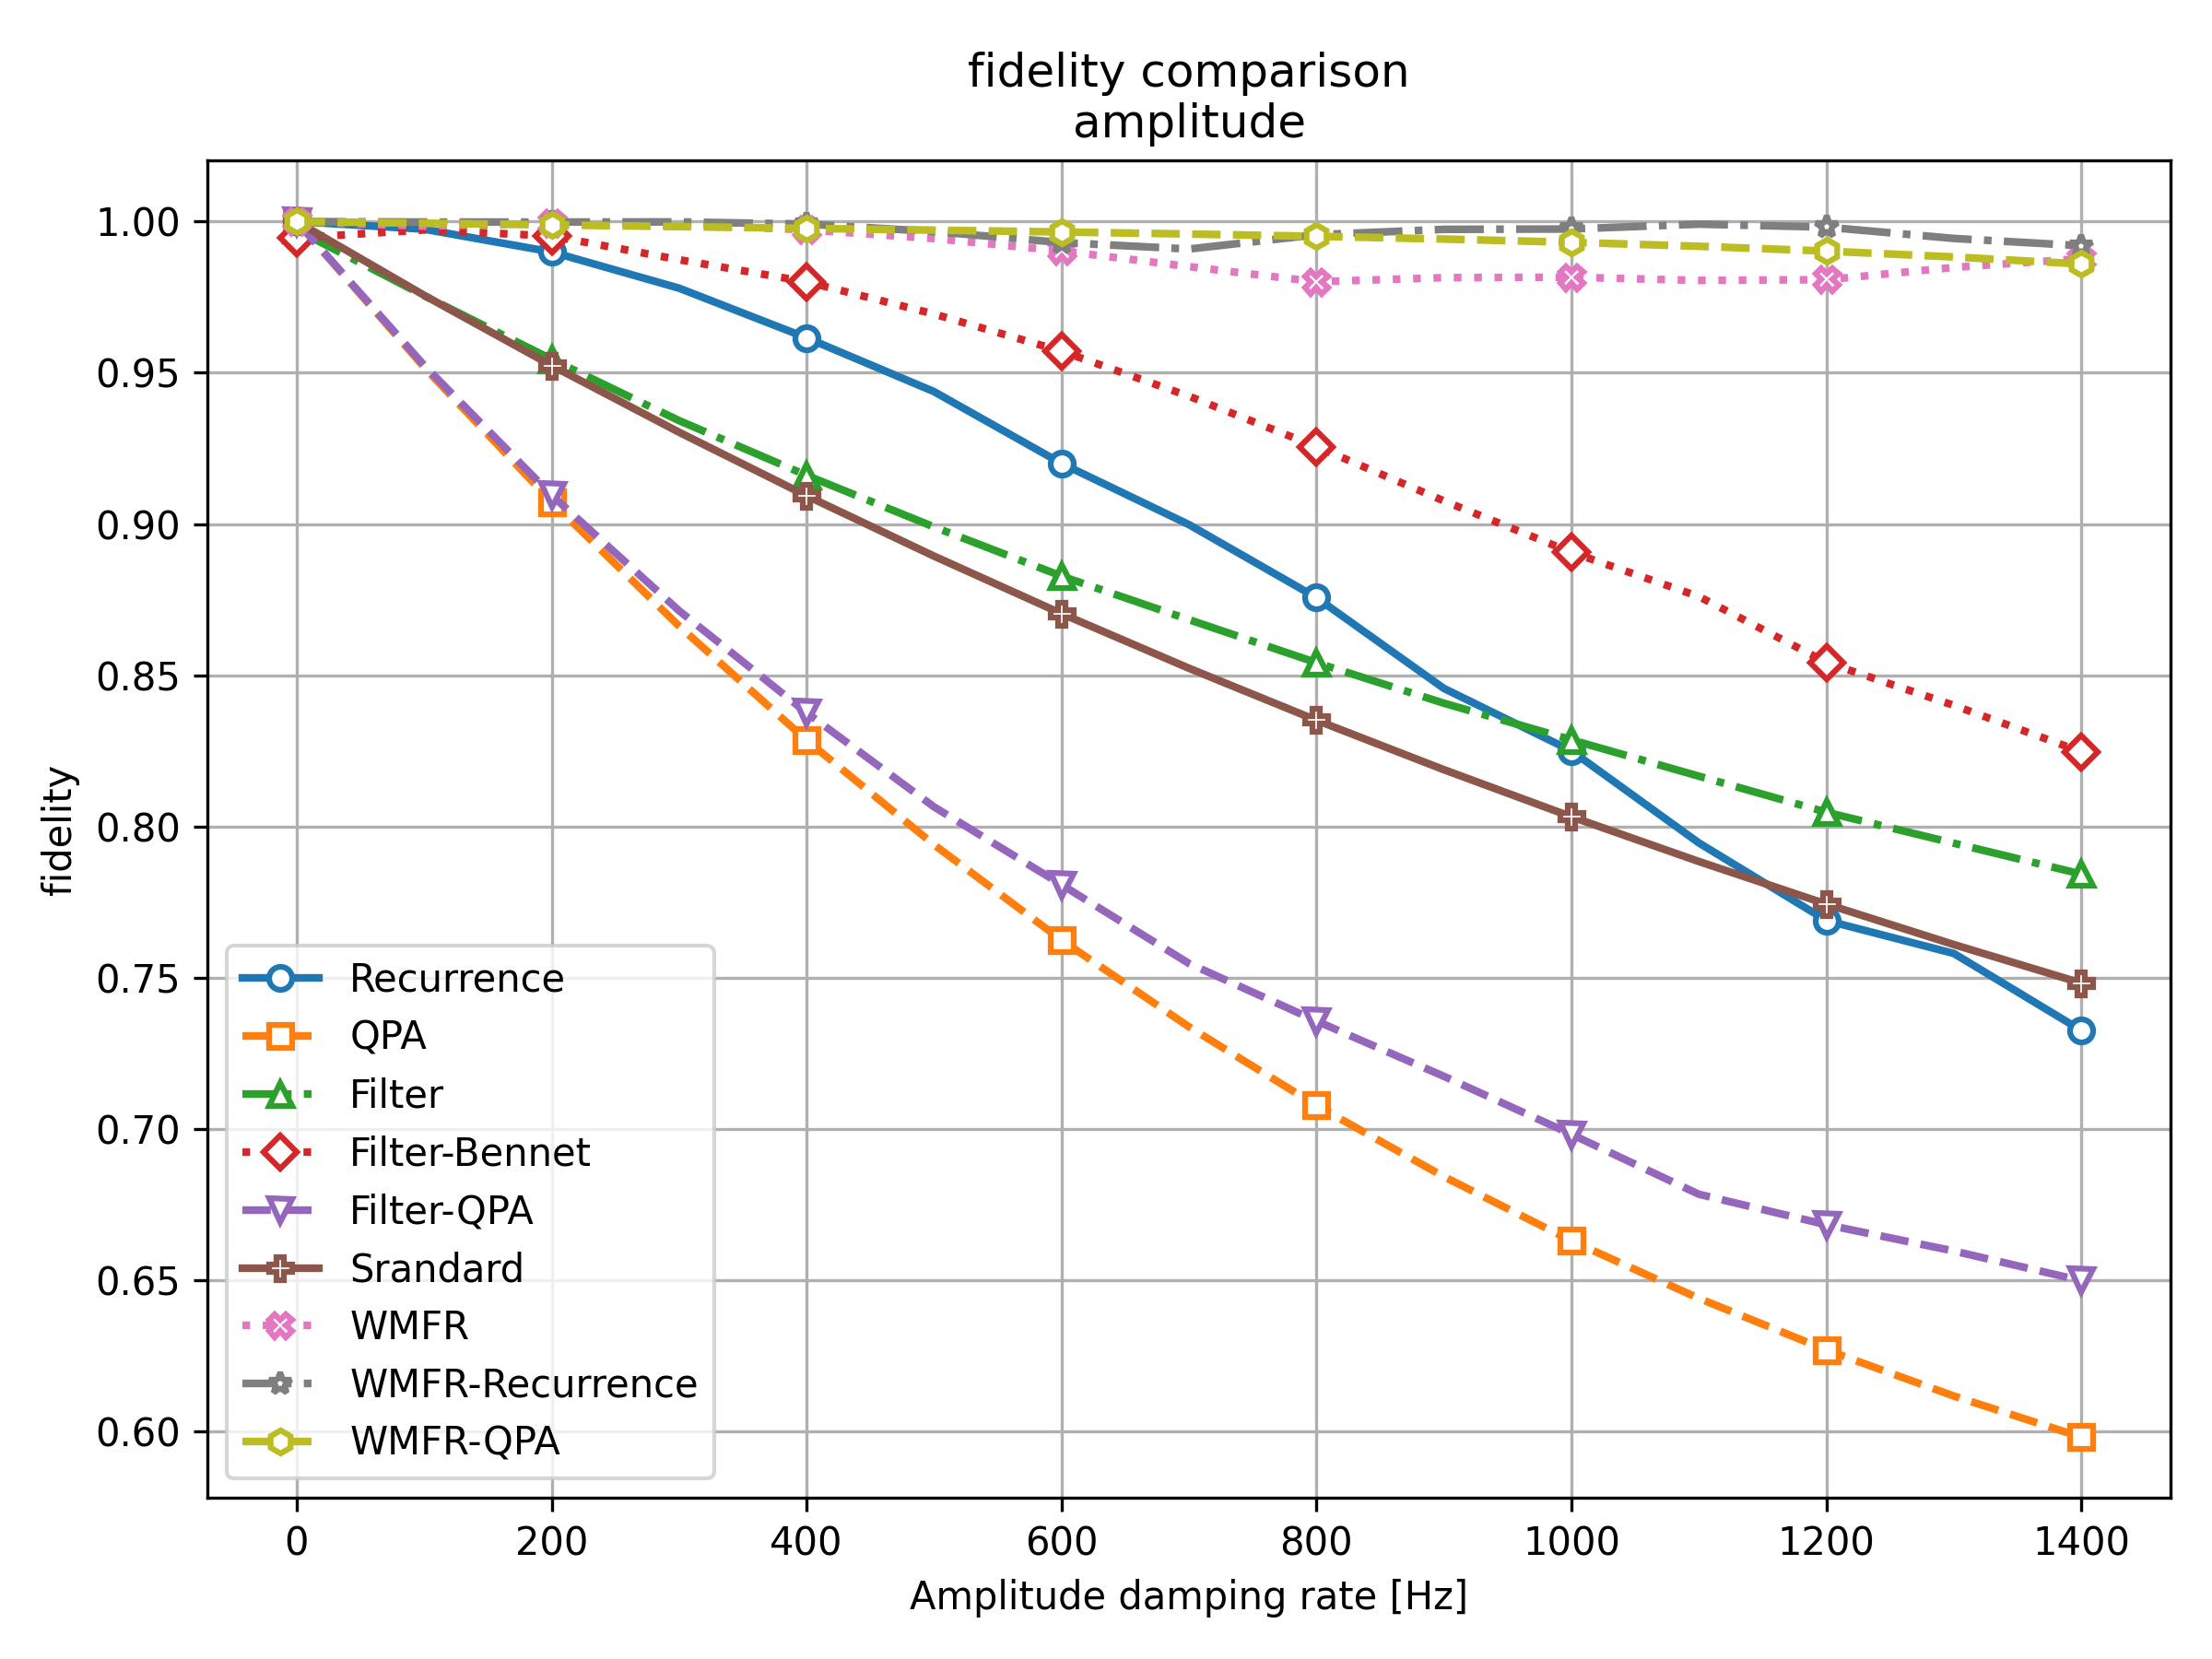 fidelity comparison
amplitude
1.00
0.95
0.90
0.85
0.80
0.75
0.70
0.65
0.60
fidelity
Recurrence
QPA
Filter
Filter-Bennet
Filter-QPA
Srandard
WMFR
WMFR-Recurrence
WMFR-QPA
0 200 400 600 800 1000 1200 1400
Amplitude damping rate [Hz]